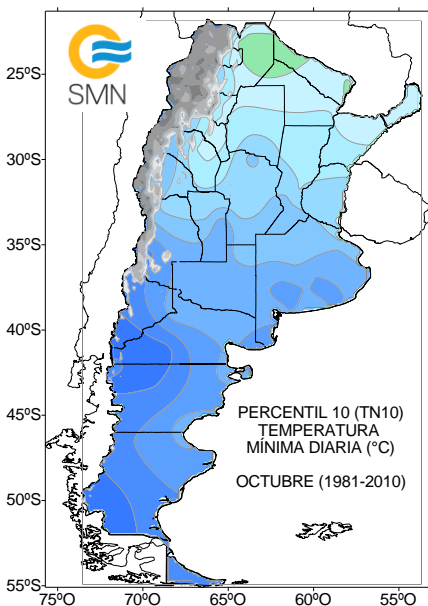 SMN
25ºS
30ºS
35ºS
40ºS
45ºS
50ºS
55ºS
PERCENTIL 10 (TN10)
TEMPERATURA
MÍNIMA DIARIA (°C)
OCTUBRE (1981-2010)
75ºO
70ºO
65ºO
60ºO
55ºO